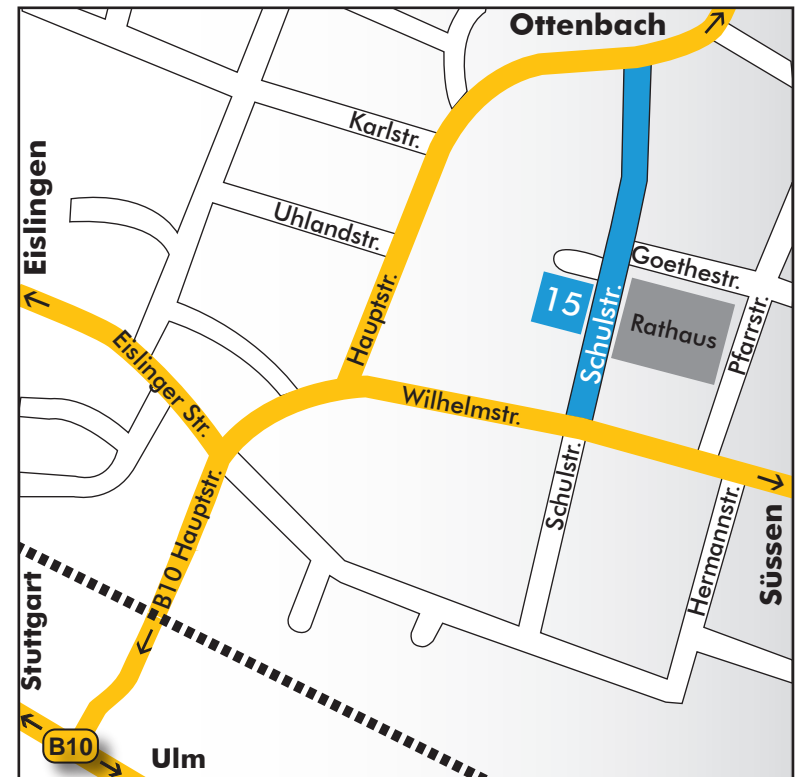 Ottenbach
Karlstr.
Eislingen
Uhlandstr.
Goethestr.
Hauptstr.
15
Schulstr.
Rathaus
Pfarrstr.
Eislinger Str.
Wilhelmstr.
Schulstr.
B10 Hauptstr.
Hermannstr.
Süssen
Stuttgart
B10
Ulm